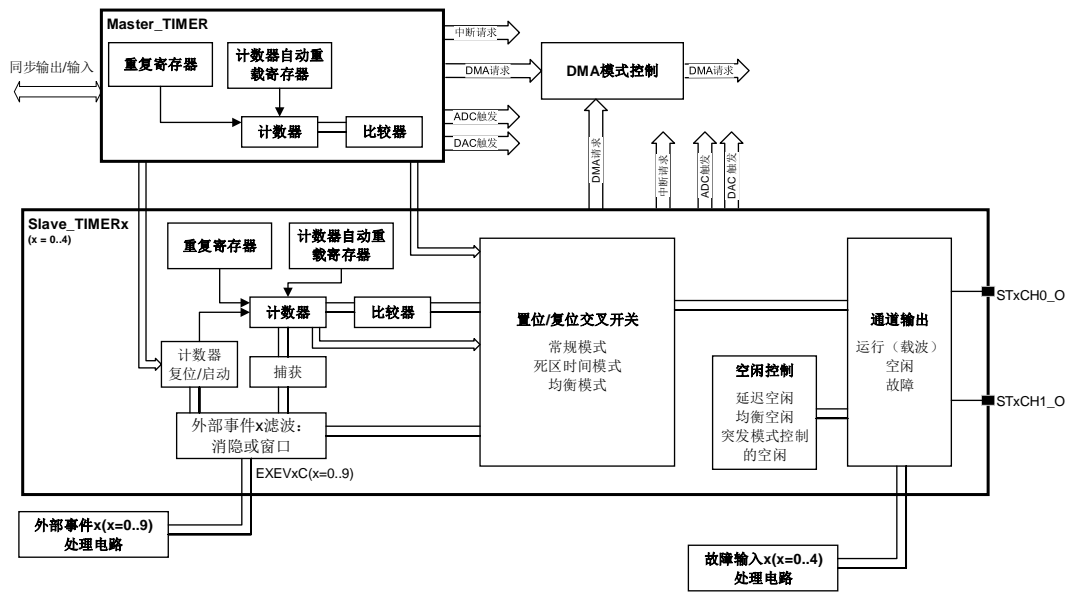 Master_TIMER
同步输出/输入
重复寄存器
计数器自动重
载寄存器
计数器
比较器
中断请求
DMA请求
ADC触发
DAC触发
DMA模式控制
DMA请求
DMA请求
中断请求
ADC触发
DAC 触发
Slave_TIMERx
(x = 0..4)
重复寄存器
计数器自动重
载寄存器
计数器
比较器
计数器
复位/启动
捕获
外部事件x滤波:
消隐或窗口
EXEVxC(x=0..9)
置位/复位交叉开关
常规模式
死区时间模式
均衡模式
空闲控制
延迟空闲
均衡空闲
突发模式控制
的空闲
通道输出
运行（载波）
空闲
故障
STxCH0_O
STxCH1_O
外部事件x(x=0..9)
处理电路
故障输入x(x=0..4)
处理电路